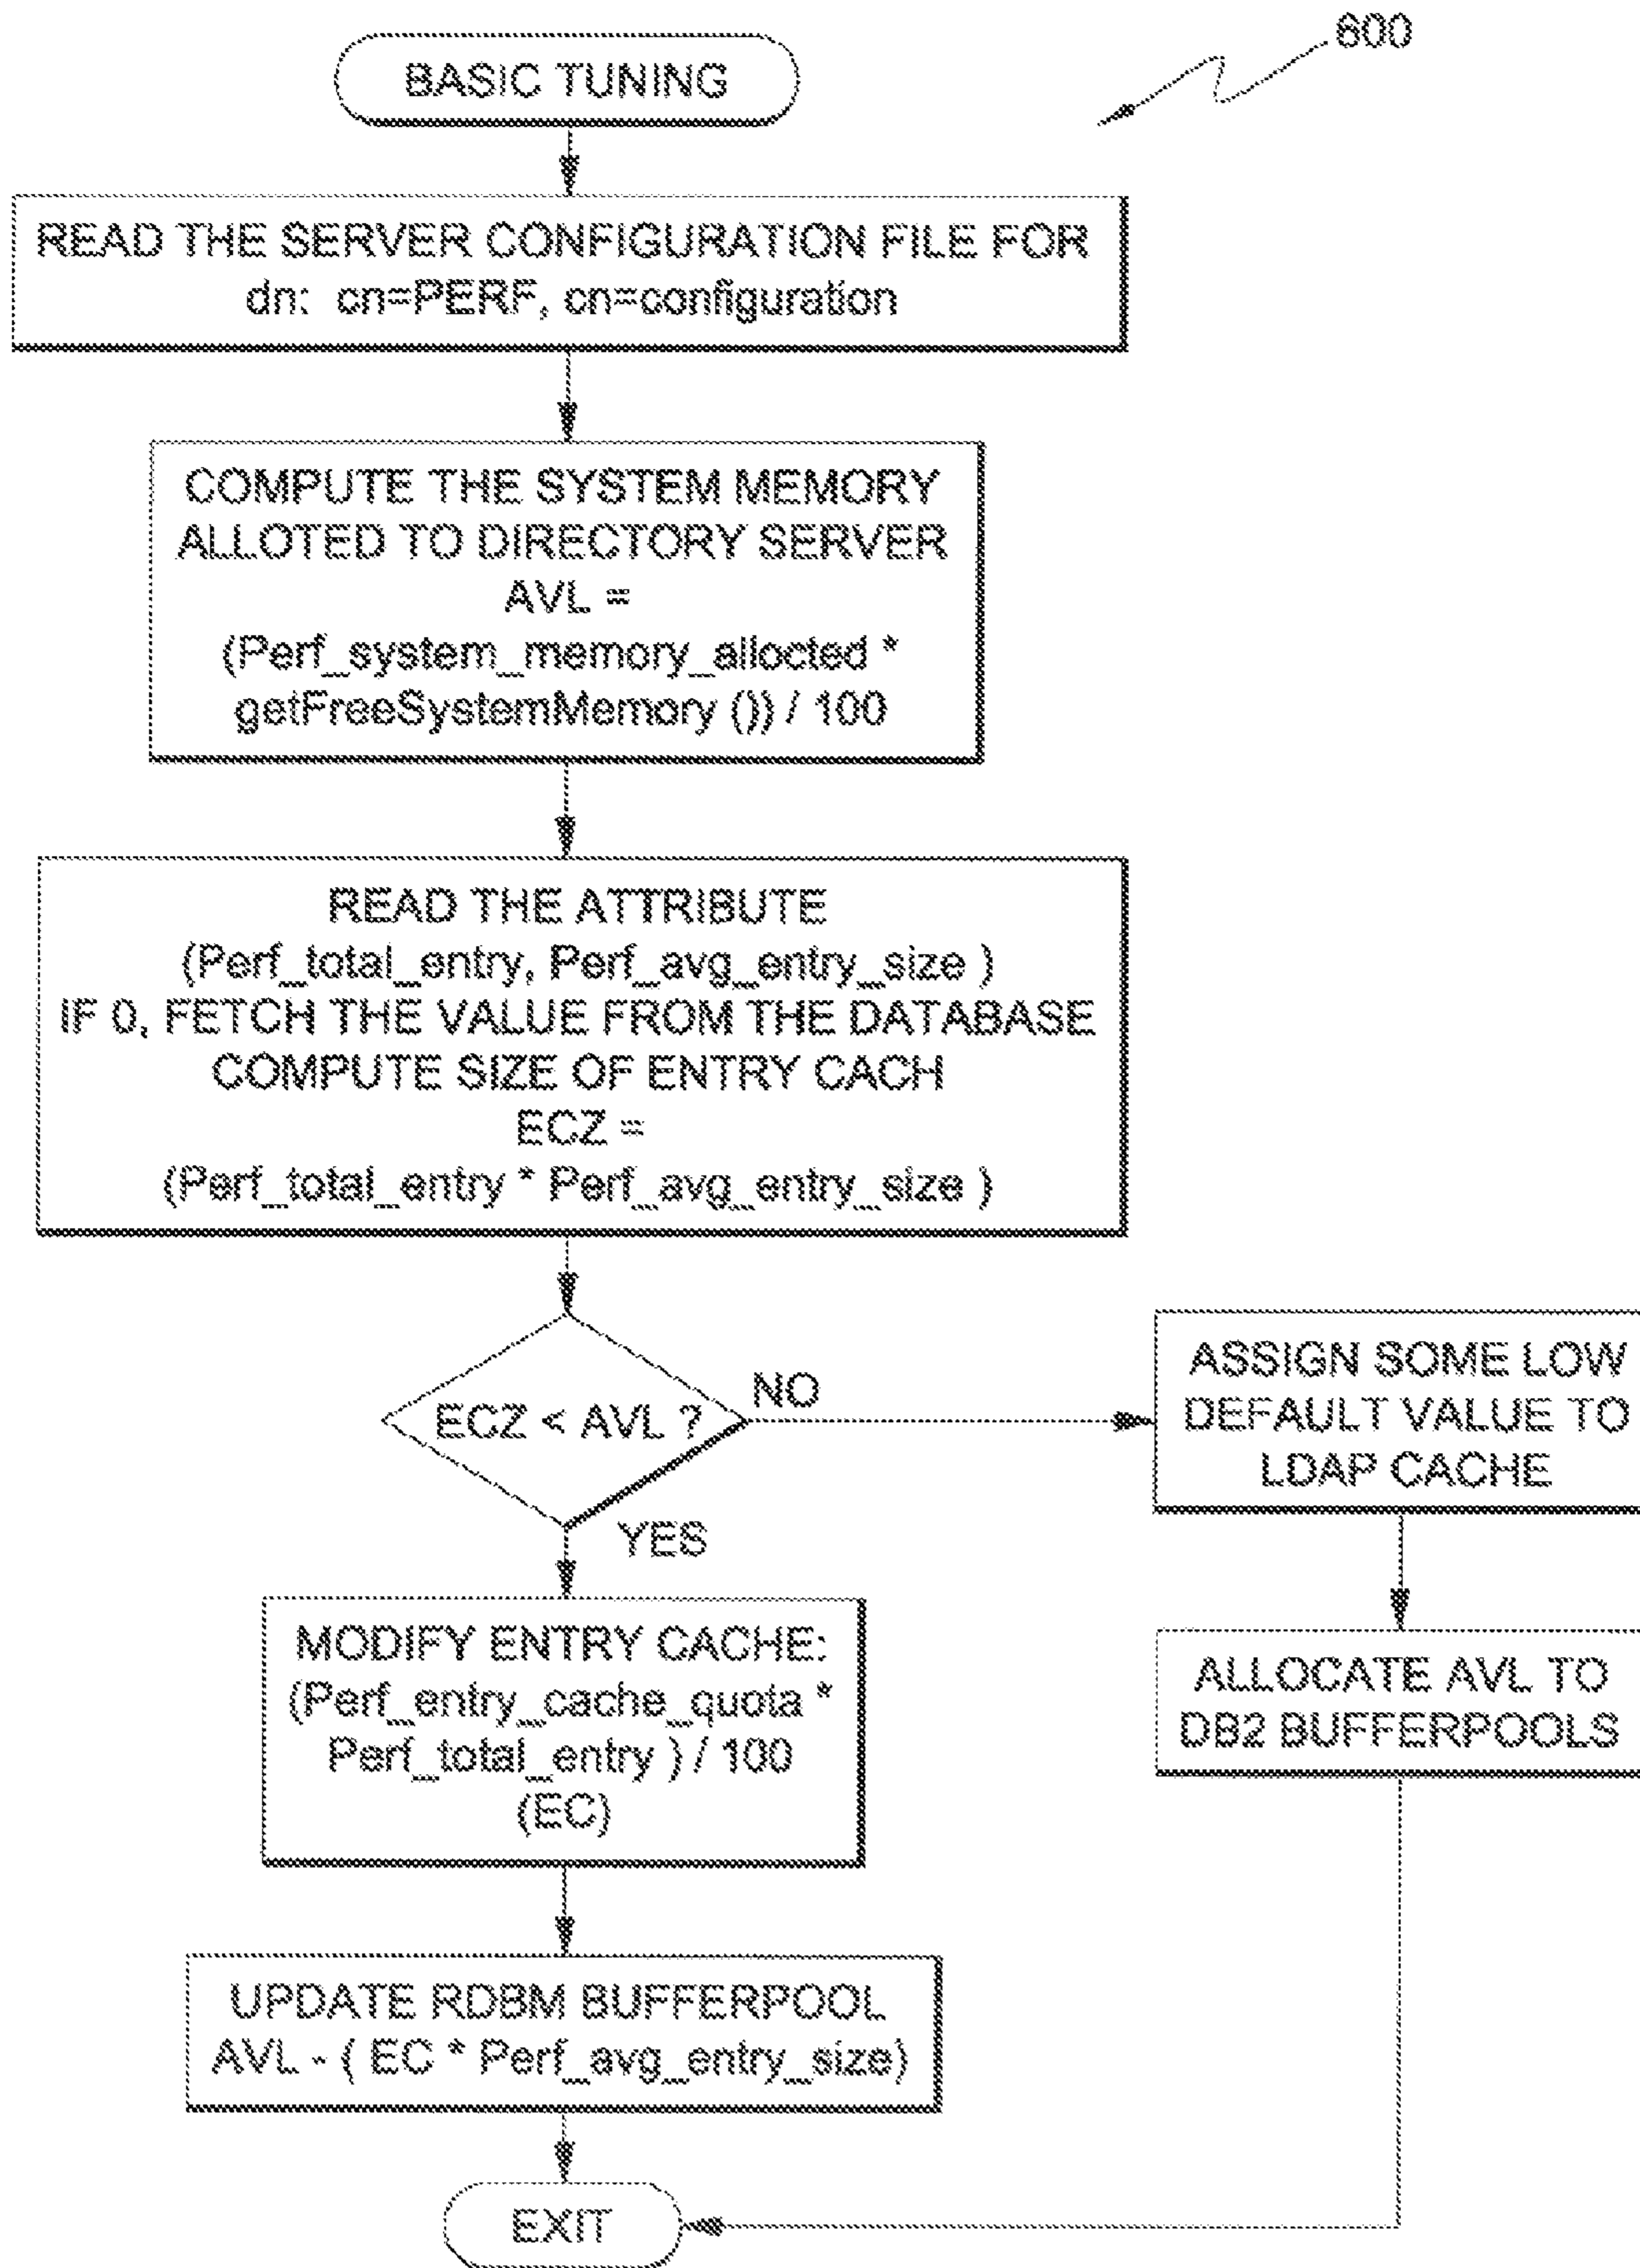 600
BASIC TUNING
READ THE SERVER CONFIGURATION FILE FOR
dn: cn=PERF, cn=configuration
COMPUTE THE SYSTEM MEMORY
ALLOTED TO DIRECTORY SERVER
AVL =
(Perf_system_memory_allocted *
getFreeSystemMemory ()) / 100
READ THE ATTRIBUTE
(Perf_total_entry, Perf_avg_entry_size )
IF 0, FETCH THE VALUE FROM THE DATABASE
COMPUTE SIZE OF ENTRY CACH
ECZ =
(Perf_total_entry * Perf_avg_entry_size )
ECZ < AVL ?
NO
ASSIGN SOME LOW
DEFAULT VALUE TO
LDAP CACHE
YES
MODIFY ENTRY CACHE:
(Perf_entry_cache_quota *
Perf_total_entry ) / 100
(EC)
ALLOCATE AVL TO
DB2 BUFFERPOOLS
UPDATE RDBM BUFFERPOOL
AVL - ( EC * Perf_avg_entry_size)
EXIT